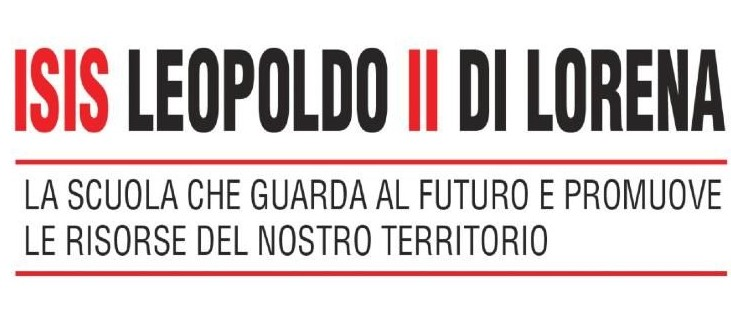 ISIS LEOPOLDO II DI LORENA
LA SCUOLA CHE GUARDA AL FUTURO E PROMUOVE
LE RISORSE DEL NOSTRO TERRITORIO